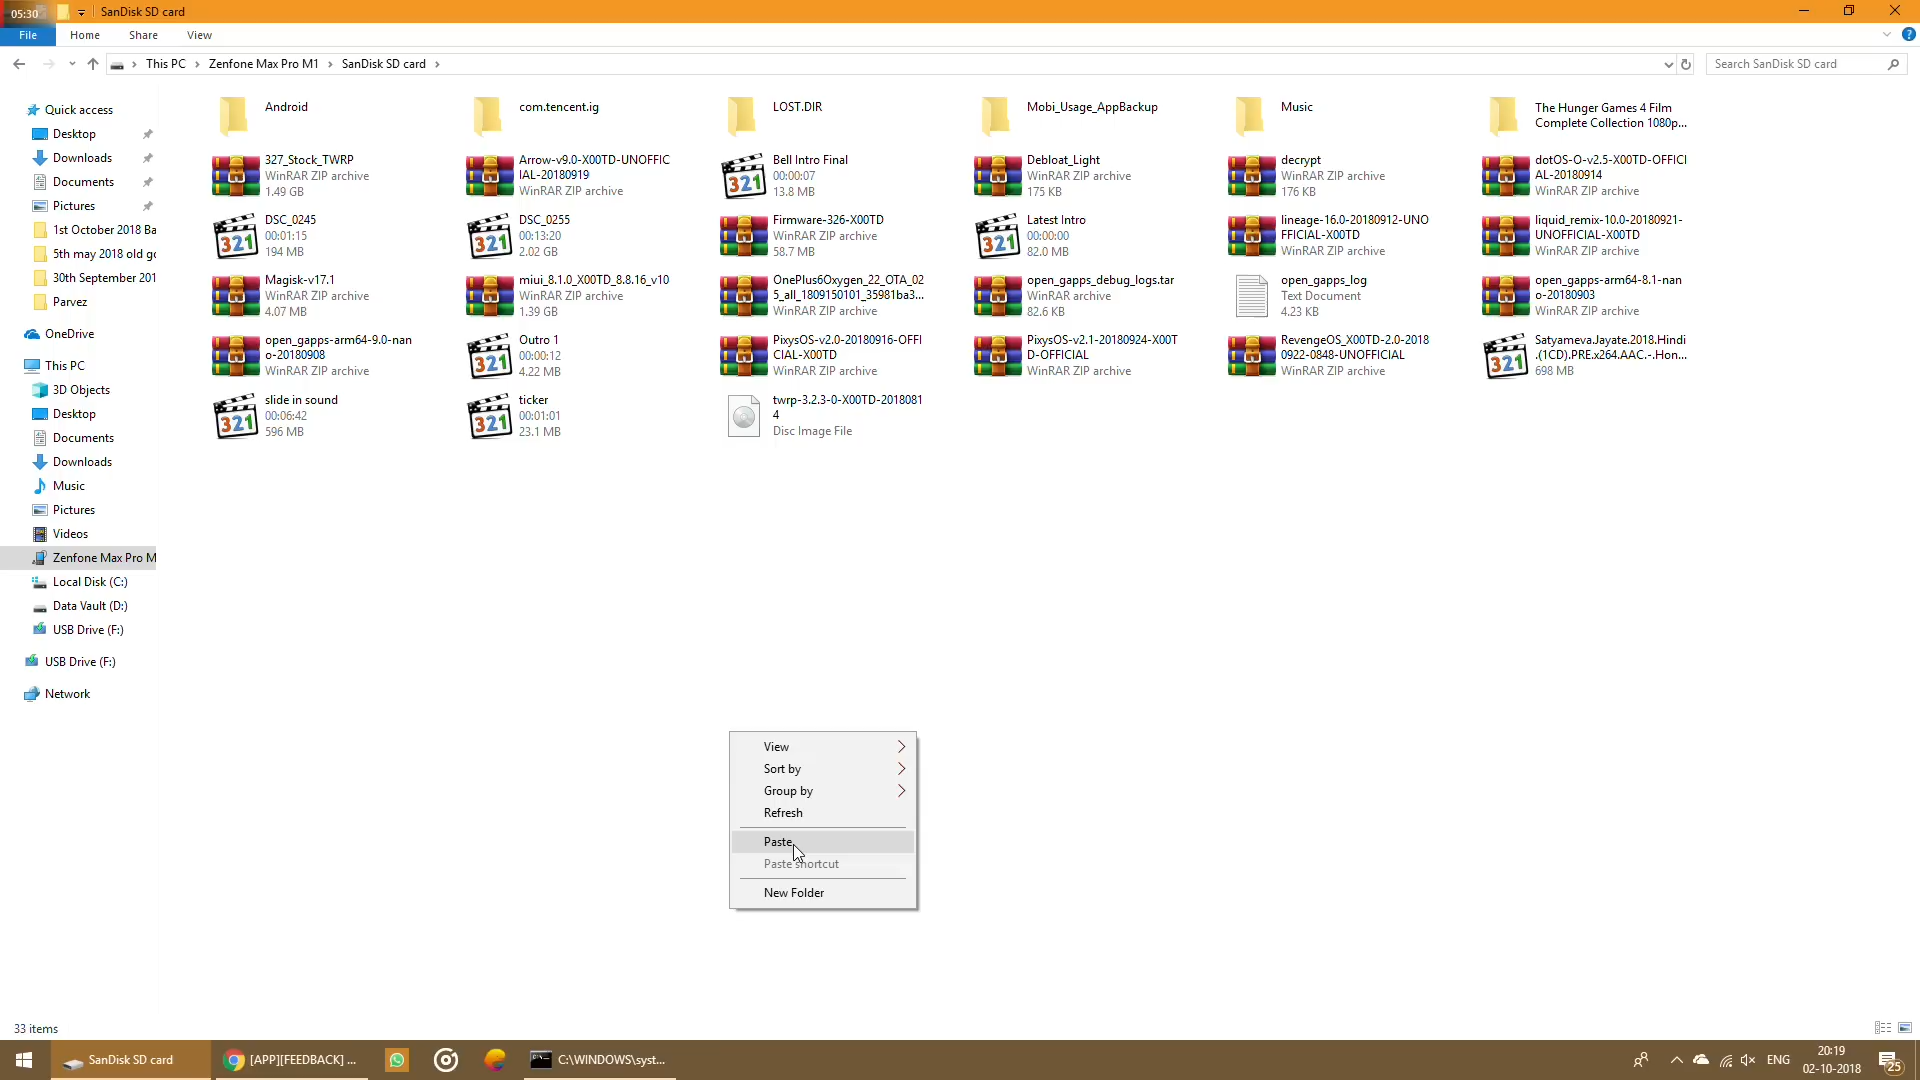 05:30
SanDisk SD card
File
Home
Share
View
This PC
Zenfone Max Pro M1
SanDisk SD card
Search SanDisk SD card
Quick access
Desktop
Downloads
Documents
Pictures
1st October 2018 Ba
5th may 2018 old go
30th September 201
Parvez
OneDrive
This PC
3D Objects
Desktop
Documents
Downloads
Music
Pictures
Videos
Zenfone Max Pro M
Local Disk (C:)
Data Vault (D:)
USB Drive (F:)
USB Drive (F:)
Network
Android
com.tencent.ig
LOST.DIR
Mobi_Usage_AppBackup
Music
The Hunger Games 4 Film
Complete Collection 1080p...
327_Stock_TWRP
WinRAR ZIP archive
1.49 GB
Arrow-v9.0-X00TD-UNOFFIC
IAL-20180919
WinRAR ZIP archive
Bell Intro Final
00:00:07
13.8 MB
Debloat_Light
WinRAR ZIP archive
175 KB
decrypt
WinRAR ZIP archive
176 KB
dotOS-O-v2.5-X00TD-OFFICI
AL-20180914
WinRAR ZIP archive
DSC_0245
00:01:15
194 MB
DSC_0255
00:13:20
2.02 GB
Firmware-326-X00TD
WinRAR ZIP archive
58.7 MB
Latest Intro
00:00:00
82.0 MB
lineage-16.0-20180912-UNO
FFICIAL-X00TD
WinRAR ZIP archive
liquid_remix-10.0-20180921-
UNOFFICIAL-X00TD
WinRAR ZIP archive
Magisk-v17.1
WinRAR ZIP archive
4.07 MB
miui_8.1.0_X00TD_8.8.16_v10
WinRAR ZIP archive
1.39 GB
OnePlus6Oxygen_22_OTA_02
5_all_1809150101_35981ba3...
WinRAR ZIP archive
open_gapps_debug_logs.tar
WinRAR archive
82.6 KB
open_gapps_log
Text Document
4.23 KB
open_gapps-arm64-8.1-nan
o-20180903
WinRAR ZIP archive
open_gapps-arm64-9.0-nan
o-20180908
WinRAR ZIP archive
Outro 1
00:00:12
4.22 MB
PixysOS-v2.0-20180916-OFFI
CIAL-X00TD
WinRAR ZIP archive
PixysOS-v2.1-20180924-X00T
D-OFFICIAL
WinRAR ZIP archive
RevengeOS_X00TD-2.0-2018
0922-0848-UNOFFICIAL
WinRAR ZIP archive
Satyameva.Jayate.2018.Hindi
.(1CD).PRE.x264.AAC.-.Hon...
698 MB
slide in sound
00:06:42
596 MB
ticker
00:01:01
23.1 MB
twrp-3.2.3-0-X00TD-2018081
4
Disc Image File
View
Sort by
Group by
Refresh
Paste
Paste shortcut
New Folder
33 items
SanDisk SD card
[APP][FEEDBACK] ...
C:\WINDOWS\syst...
ENG
20:19
02-10-2018
25